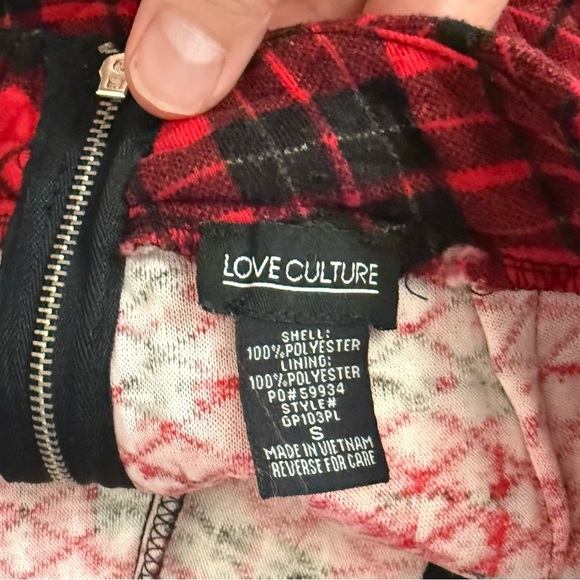 LOVE CULTURE
SHELL:
100%POLYESTER
LINING:
100%POLYESTER
PO#59934
STYLE#
GP103PL
S
MADE IN VIETNAM
REVERSE FOR CARE